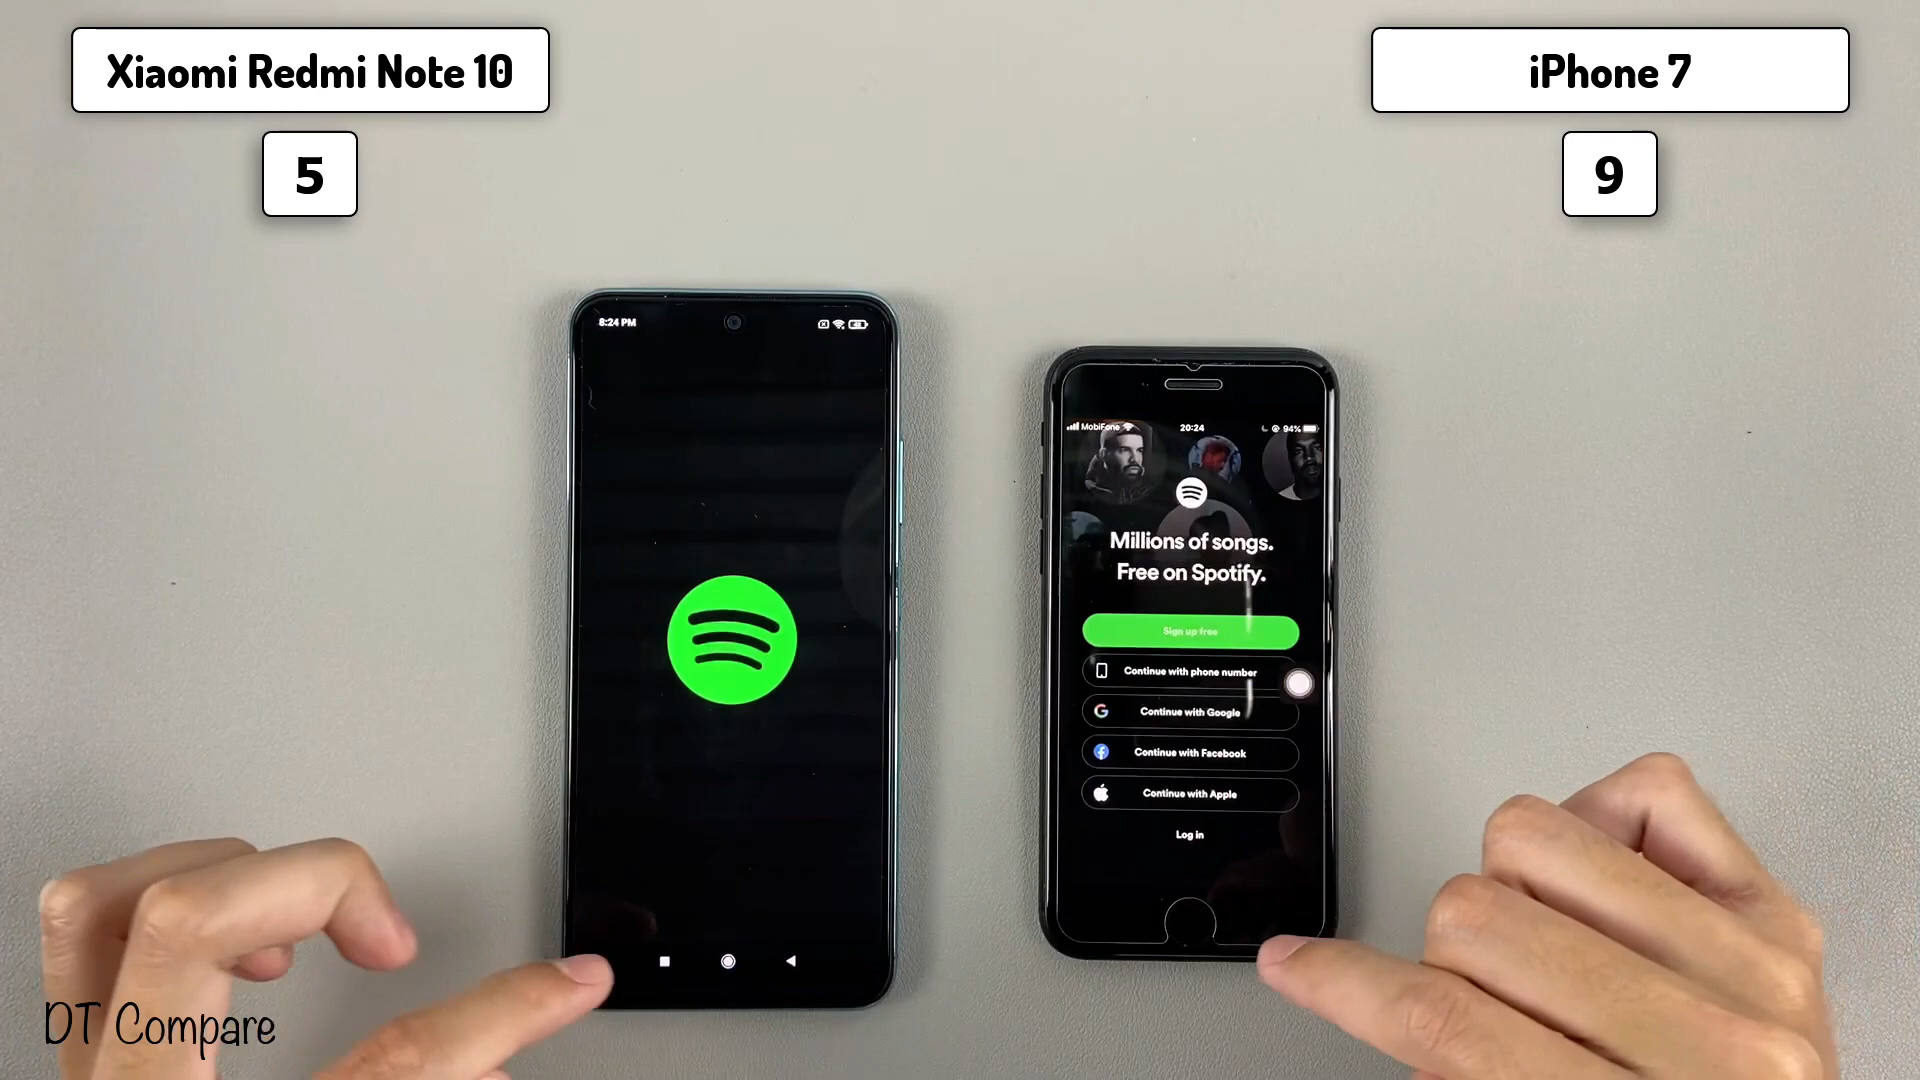 Xiaomi Redmi Note 10
5
iPhone 7
9
8:24 PM
MobiFone
20:24
94%
Millions of songs.
Free on Spotify.
Sign up free
Continue with phone number
Continue with Google
Continue with Facebook
Continue with Apple
Log in
DT Compare